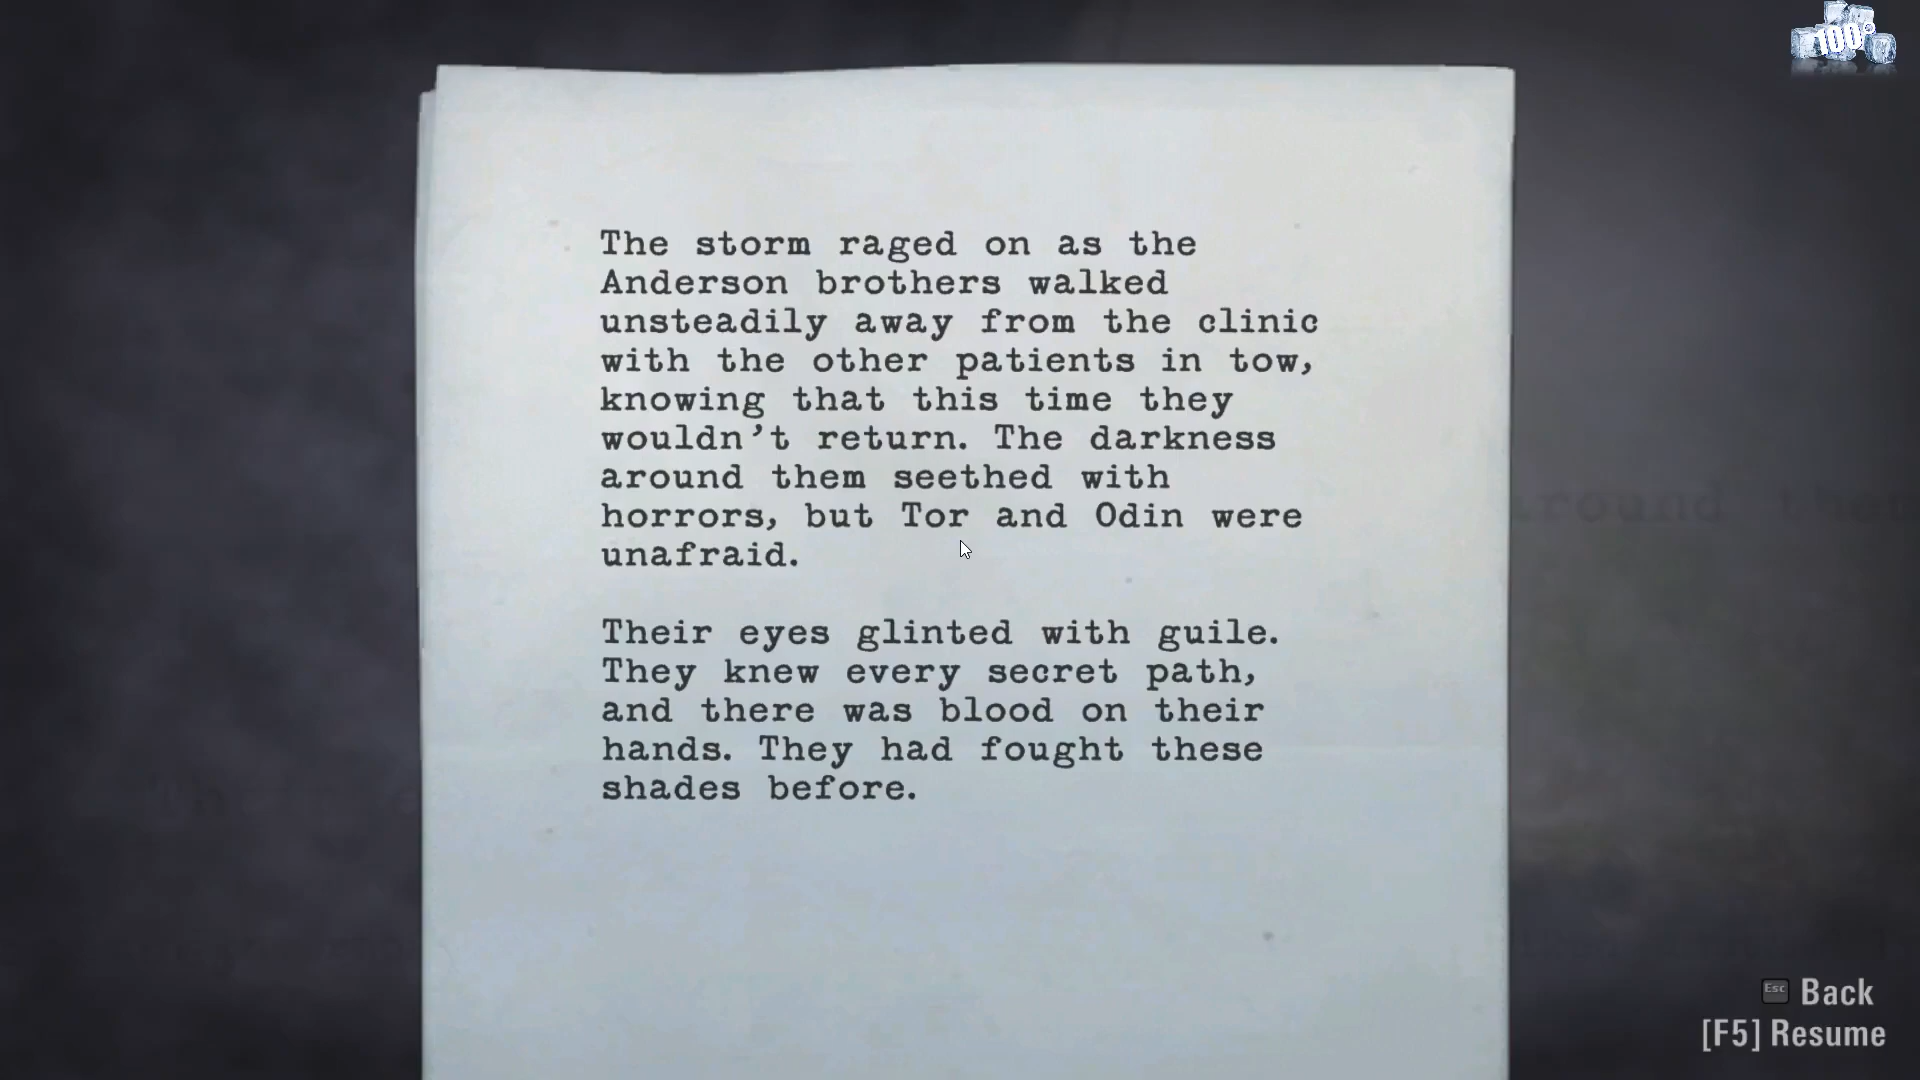 100%
The storm raged on as the
Anderson brothers walked
unsteadily away from the clinic
with the other patients in tow,
knowing that this time they
wouldn't return. The darkness
around them seethed with
horrors, but Tor and Odin were
unafraid.
Their eyes glinted with guile.
They knew every secret path,
and there was blood on their
hands. They had fought these
shades before.
around them
Esc Back
[F5] Resume